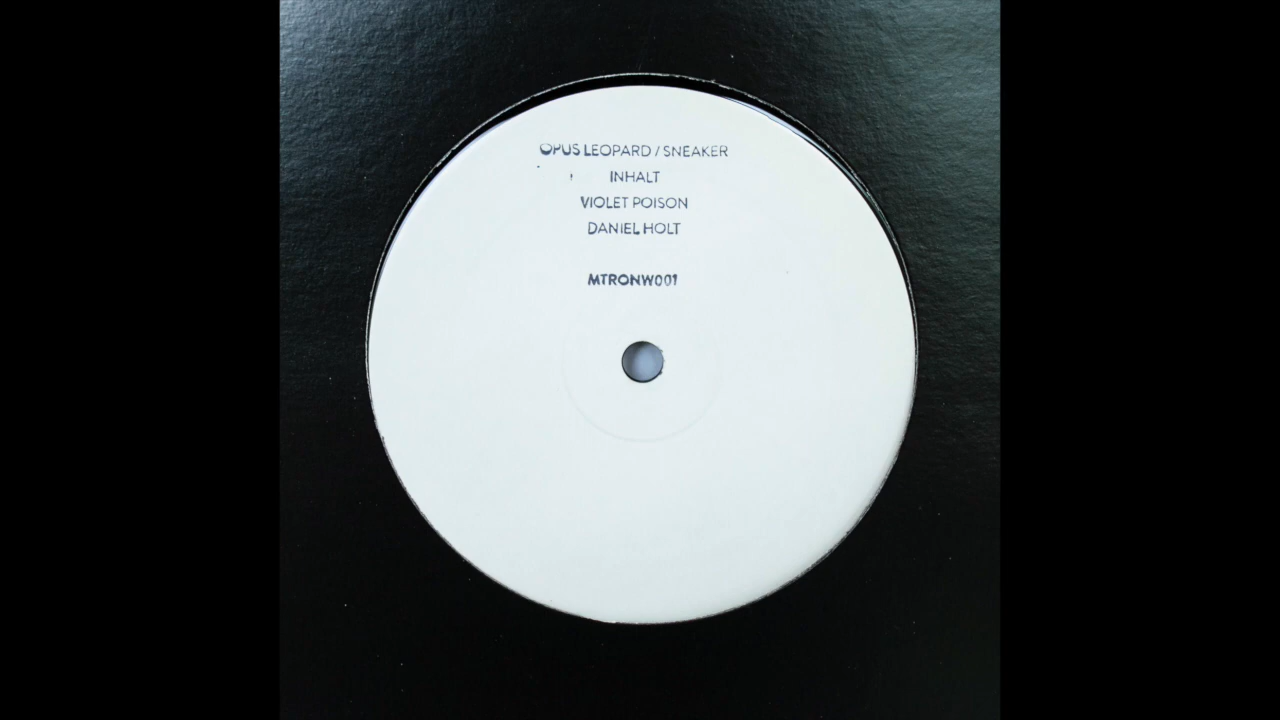 OPUS LEOPARD / SNEAKER
INHALT
VIOLET POISON
DANIEL HOLT
MTRONW001